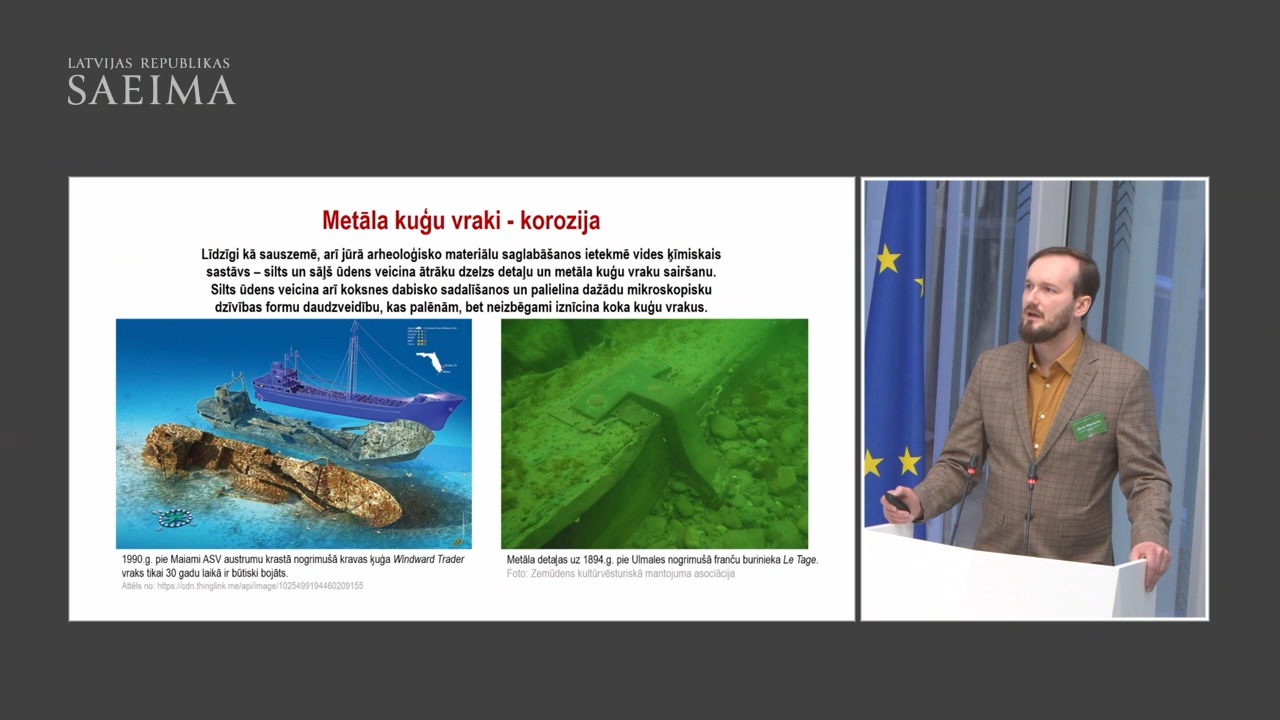 LATVIJAS REPUBLIKAS
SAEIMA
Metāla kuģu vraki - korozija
Līdzīgi kā sauszemē, arī jūrā arheoloģisko materiālu saglabāšanos ietekmē vides ķīmiskais
sastāvs – silts un sāļš ūdens veicina ātrāku dzelzs detaļu un metāla kuģu vraku sairšanu.
Silts ūdens veicina arī koksnes dabisko sadalīšanos un palielina dažādu mikroskopisku
dzīvības formu daudzveidību, kas palēnām, bet neizbēgami iznīcina koka kuģu vrakus.
1990.g. pie Maiami ASV austrumu krastā nogrimušā kravas kuģa Windward Trader
vraks tikai 30 gadu laikā ir būtiski bojāts.
Attēls no: https://cdn.thinglink.me/api/image/1025499194460209155
Metāla detaļas uz 1894.g. pie Ulmales nogrimušā franču burinieka Le Tage.
Foto: Zemūdens kultūrvēsturiskā mantojuma asociācija